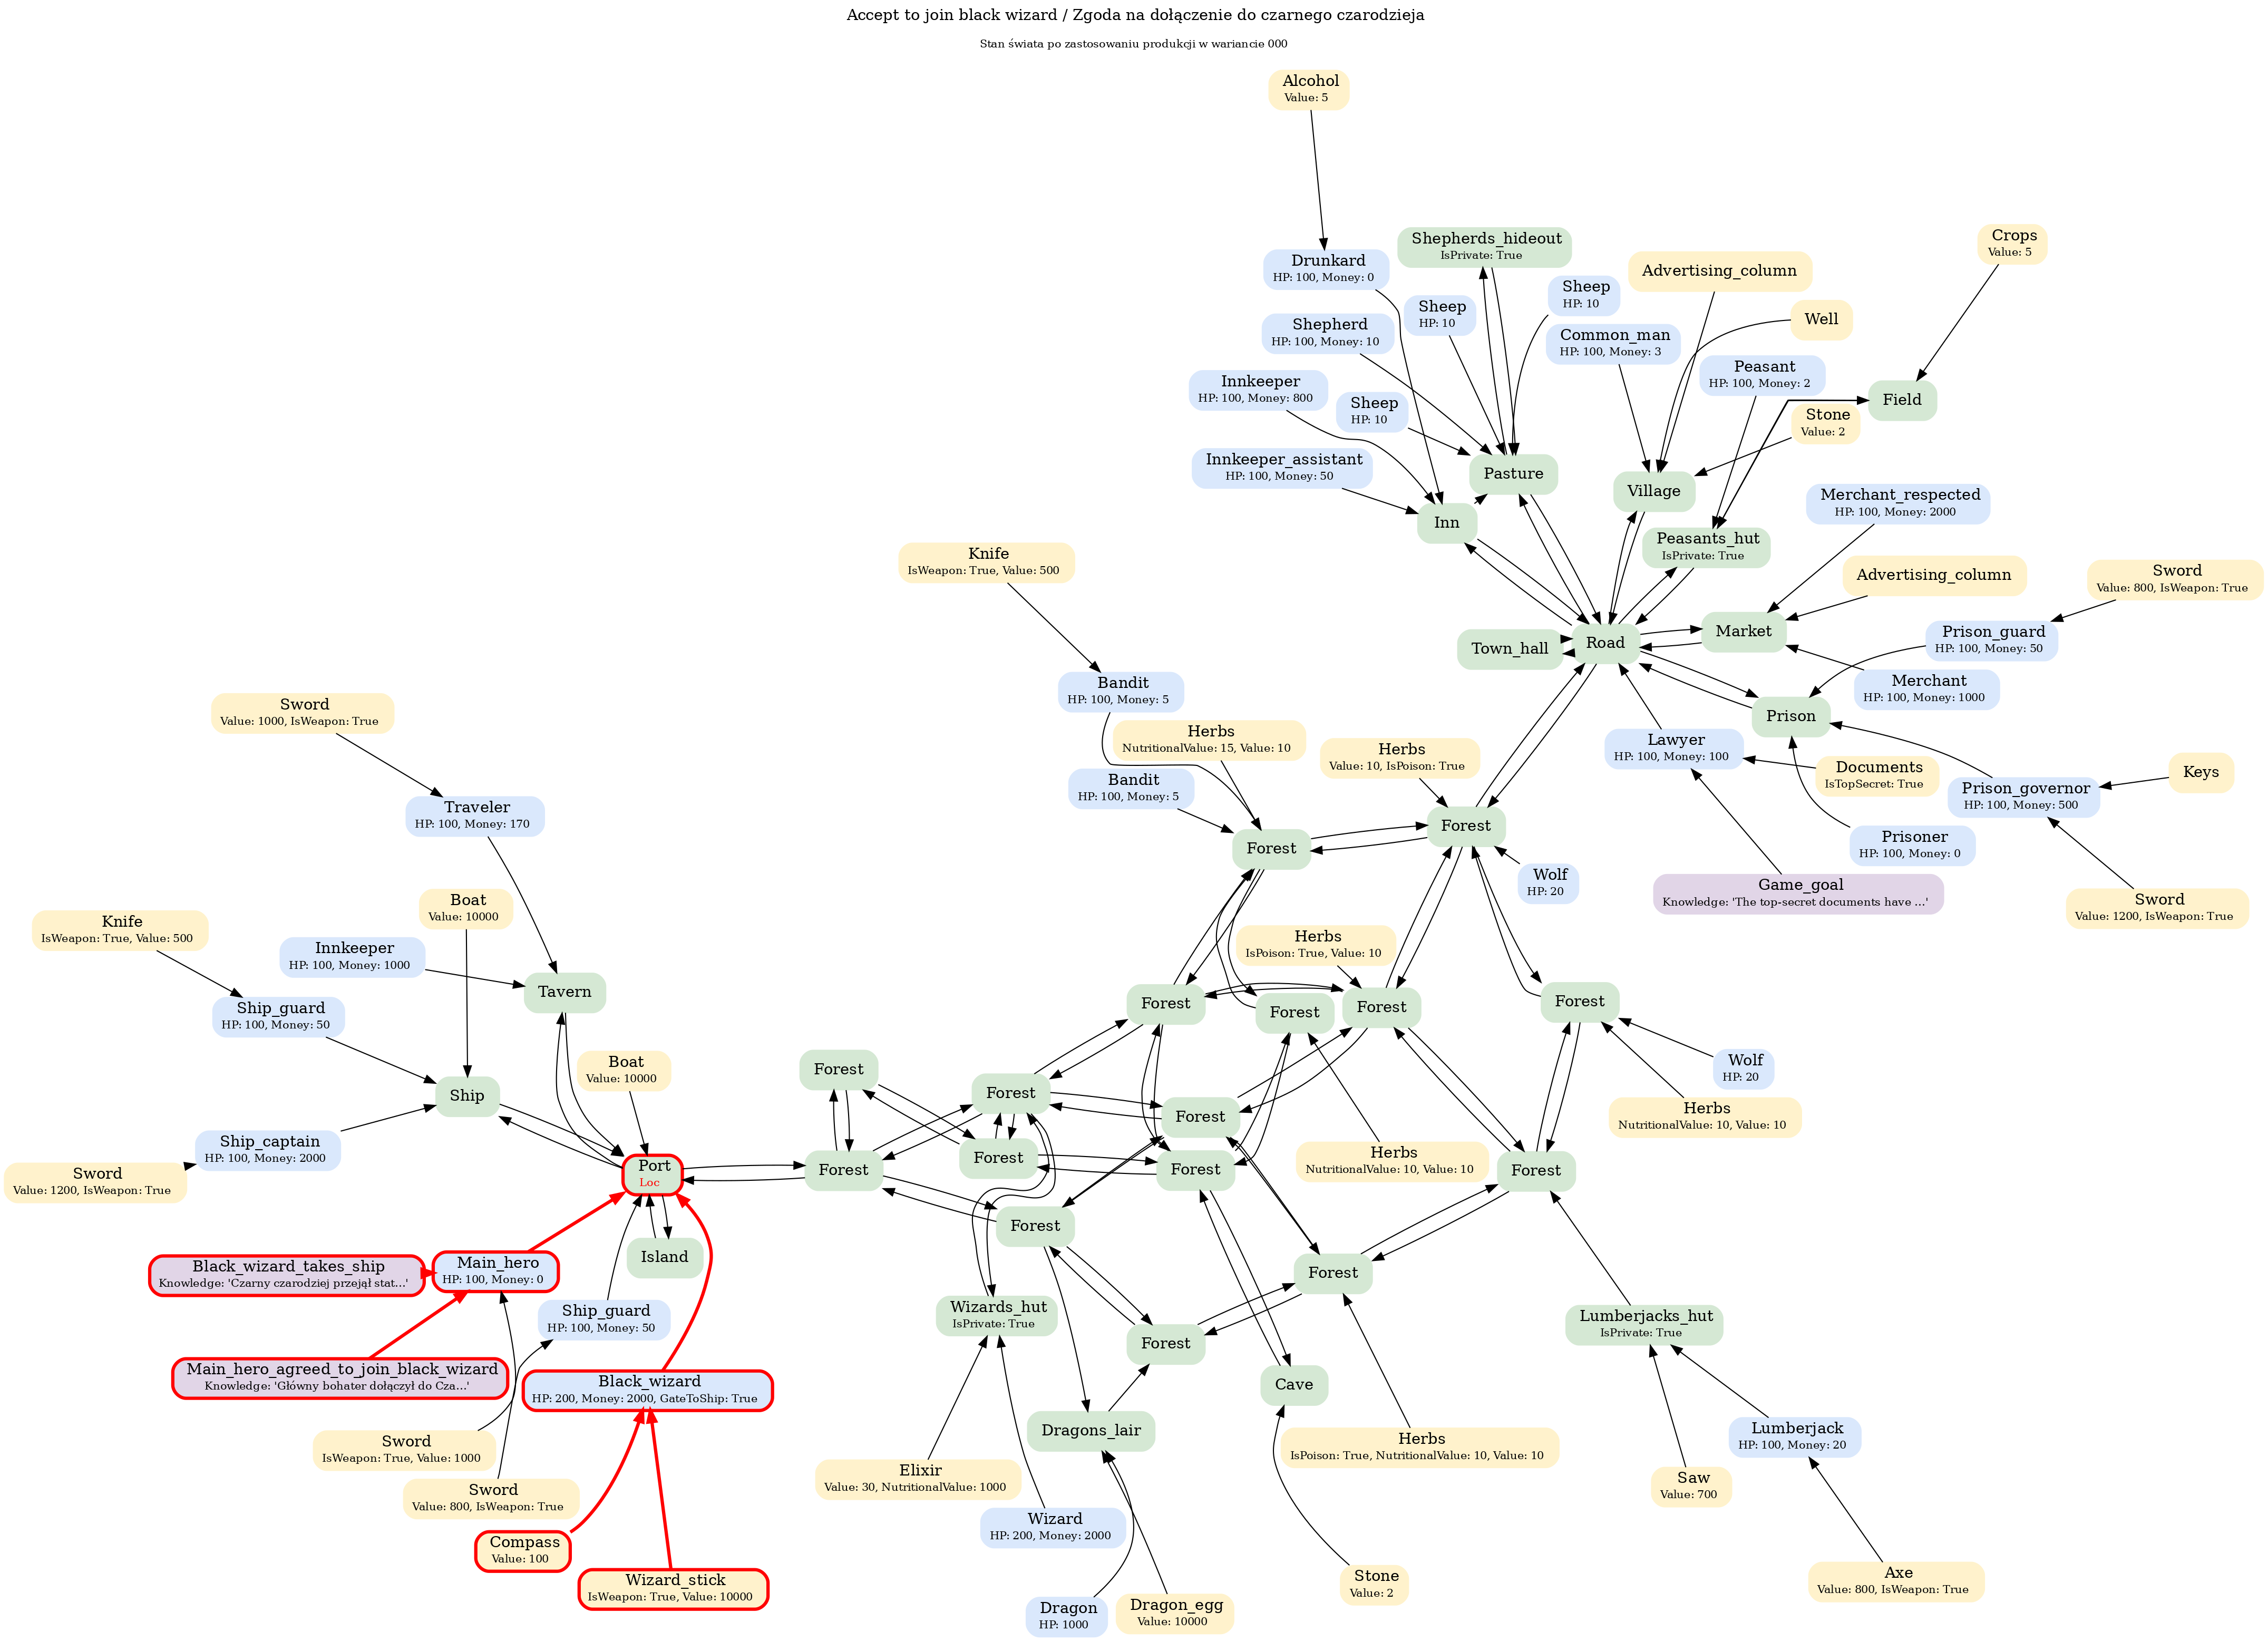 Accept to join black wizard / Zgoda na dołączenie do czarnego czarodzieja
Stan świata po zastosowaniu produkcji w wariancie 000
Alcohol
Value: 5
Shepherds_hideout
IsPrivate: True
Crops
Value: 5
Drunkard
HP: 100, Money: 0
Advertising_column
Sheep
HP: 10
Sheep
HP: 10
Well
Shepherd
HP: 100, Money: 10
Common_man
HP: 100, Money: 3
Peasant
HP: 100, Money: 2
Innkeeper
HP: 100, Money: 800
Sheep
HP: 10
Field
Stone
Value: 2
Innkeeper_assistant
HP: 100, Money: 50
Pasture
Village
Merchant_respected
HP: 100, Money: 2000
Inn
Peasants_hut
IsPrivate: True
Knife
IsWeapon: True, Value: 500
Advertising_column
Sword
Value: 800, IsWeapon: True
Town_hall
Road
Market
Prison_guard
HP: 100, Money: 50
Bandit
HP: 100, Money: 5
Merchant
HP: 100, Money: 1000
Sword
Value: 1000, IsWeapon: True
Prison
Herbs
NutritionalValue: 15, Value: 10
Herbs
Value: 10, IsPoison: True
Lawyer
HP: 100, Money: 100
Documents
IsTopSecret: True
Keys
Bandit
HP: 100, Money: 5
Prison_governor
HP: 100, Money: 500
Traveler
HP: 100, Money: 170
Forest
Forest
Prisoner
HP: 100, Money: 0
Wolf
HP: 20
Game_goal
Knowledge: 'The top-secret documents have ...'
Sword
Value: 1200, IsWeapon: True
Boat
Value: 10000
Knife
IsWeapon: True, Value: 500
Innkeeper
HP: 100, Money: 1000
Herbs
IsPoison: True, Value: 10
Tavern
Ship_guard
HP: 100, Money: 50
Forest
Forest
Forest
Forest
Boat
Value: 10000
Forest
Wolf
HP: 20
Ship
Forest
Forest
Herbs
NutritionalValue: 10, Value: 10
Ship_captain
HP: 100, Money: 2000
Sword
Value: 1200, IsWeapon: True
Port
Loc
Forest
Forest
Forest
Herbs
NutritionalValue: 10, Value: 10
Forest
Forest
Island
Black_wizard_takes_ship
Knowledge: 'Czarny czarodziej przejął stat...'
Main_hero
HP: 100, Money: 0
Forest
Ship_guard
HP: 100, Money: 50
Wizards_hut
IsPrivate: True
Forest
Lumberjacks_hut
IsPrivate: True
Main_hero_agreed_to_join_black_wizard
Knowledge: 'Główny bohater dołączył do Cza...'
Black_wizard
HP: 200, Money: 2000, GateToShip: True
Cave
Dragons_lair
Sword
IsWeapon: True, Value: 1000
Herbs
IsPoison: True, NutritionalValue: 10, Value: 10
Lumberjack
HP: 100, Money: 20
Elixir
Value: 30, NutritionalValue: 1000
Saw
Value: 700
Sword
Value: 800, IsWeapon: True
Wizard
HP: 200, Money: 2000
Compass
Value: 100
Wizard_stick
IsWeapon: True, Value: 10000
Stone
Value: 2
Axe
Value: 800, IsWeapon: True
Dragon
HP: 1000
Dragon_egg
Value: 10000